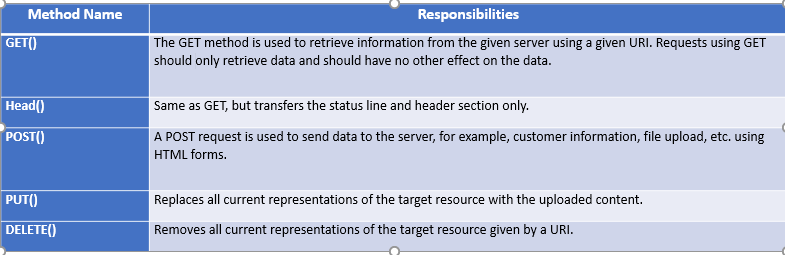 Method Name Responsibilities
GET() The GET method is used to retrieve information from the given server using a given URI. Requests using GET
should only retrieve data and should have no other effect on the data.
Head() Same as GET, but transfers the status line and header section only.
POST() A POST request is used to send data to the server, for example, customer information, file upload, etc. using
HTML forms.
PUT() Replaces all current representations of the target resource with the uploaded content.
DELETE() Removes all current representations of the target resource given by a URI.